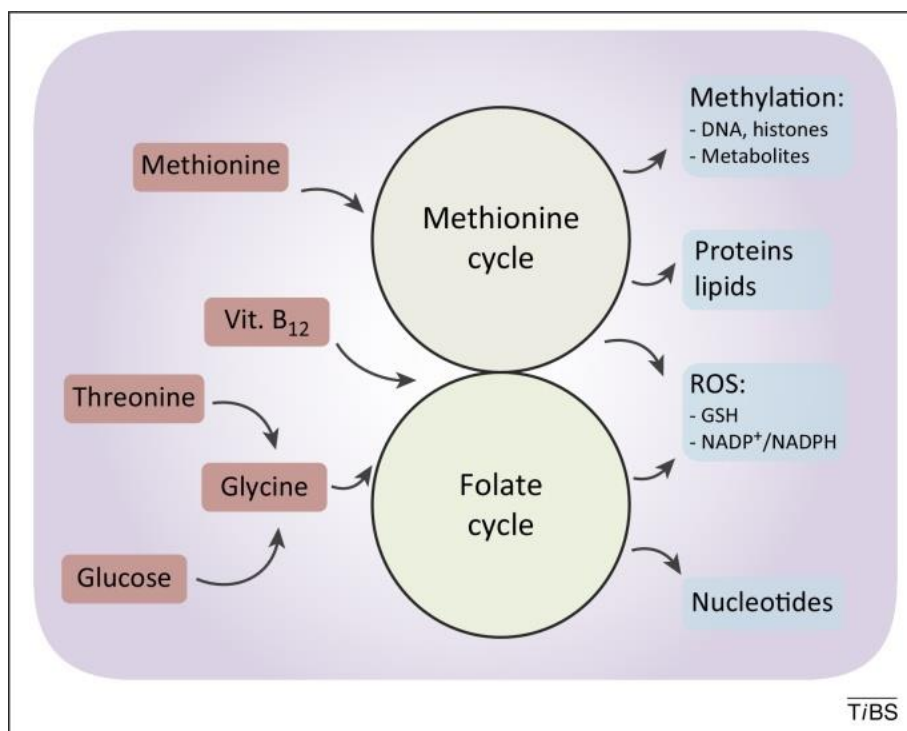 Methionine
Vit. B₁₂
Threonine
Glycine
Glucose
Methionine
cycle
Folate
cycle
Methylation:
- DNA, histones
- Metabolites
Proteins
lipids
ROS:
- GSH
- NADP⁺/NADPH
Nucleotides
TiBS